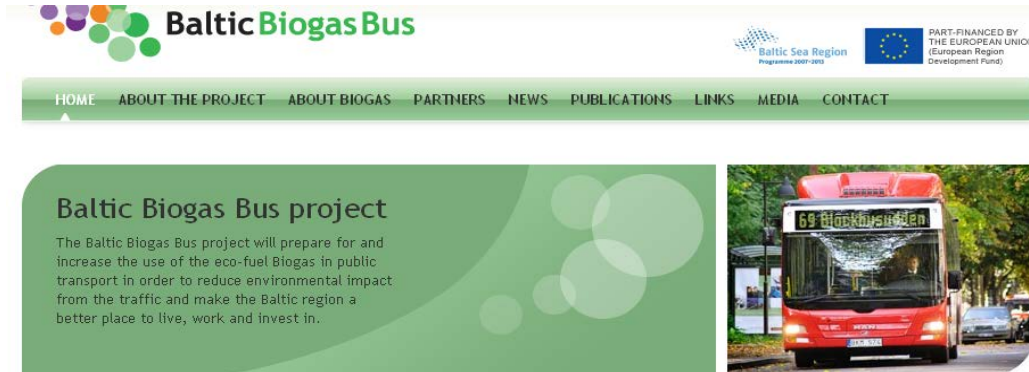 Baltic Biogas Bus
Baltic Sea Region
Programme 2007-2013
PART-FINANCED BY
THE EUROPEAN UNION
(European Region
Development Fund)
HOME ABOUT THE PROJECT ABOUT BIOGAS PARTNERS NEWS PUBLICATIONS LINKS MEDIA CONTACT
Baltic Biogas Bus project
The Baltic Biogas Bus project will prepare for and
increase the use of the eco-fuel Biogas in public
transport in order to reduce environmental impact
from the traffic and make the Baltic region a
better place to live, work and invest in.
69 Blockhusudden
MAN